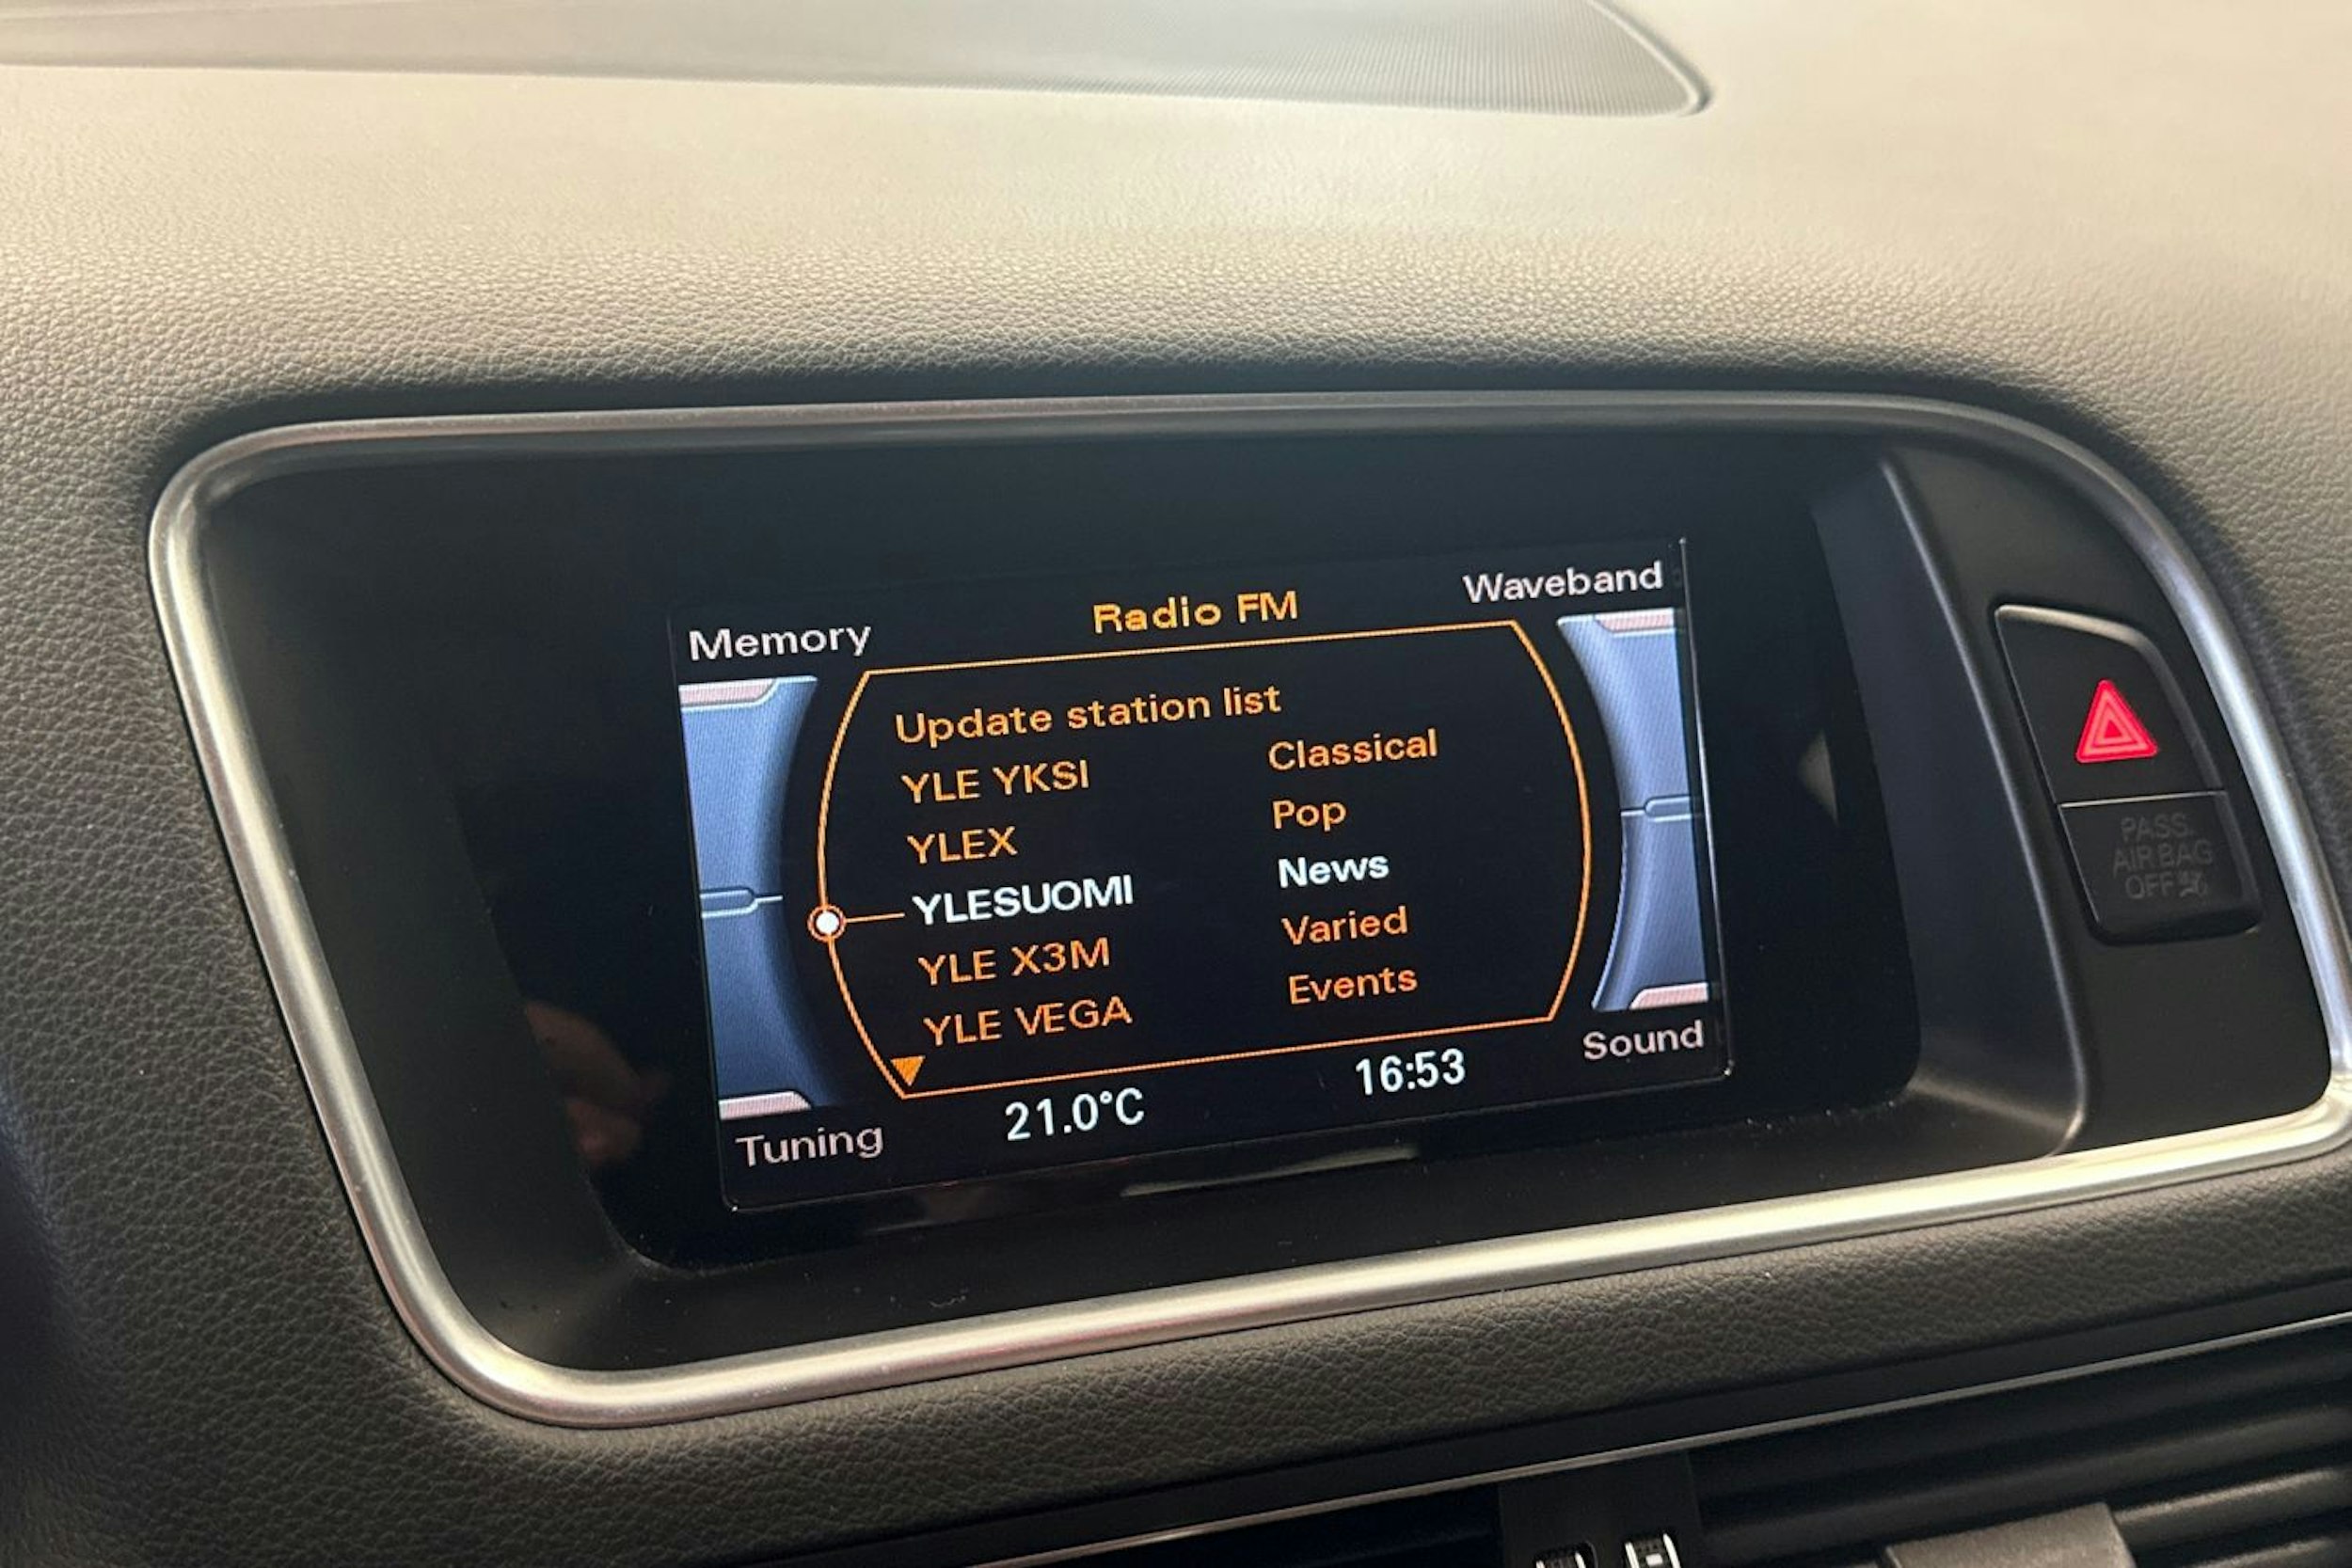 Memory
Radio FM
Waveband
Update station list
YLE YKSI Classical
YLEX Pop
YLESUOMI News
YLE X3M Varied
YLE VEGA Events
Tuning
21.0°C
16:53
Sound
PASS.
AIR BAG
OFF